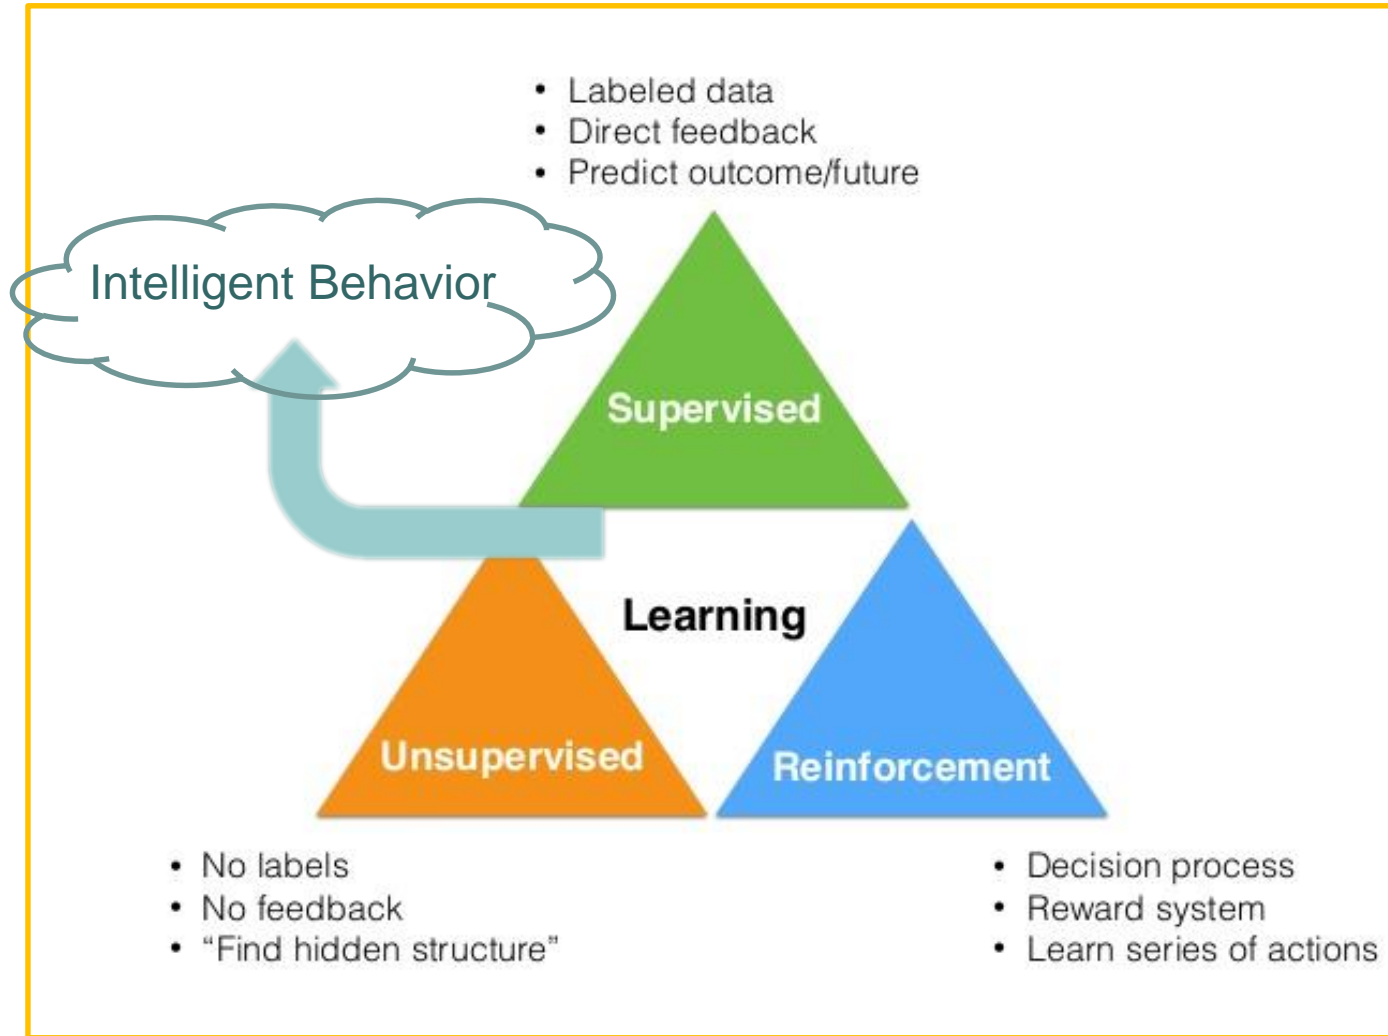 • Labeled data
• Direct feedback
• Predict outcome/future
Intelligent Behavior
Supervised
Learning
Unsupervised
Reinforcement
• No labels
• No feedback
• “Find hidden structure”
• Decision process
• Reward system
• Learn series of actions